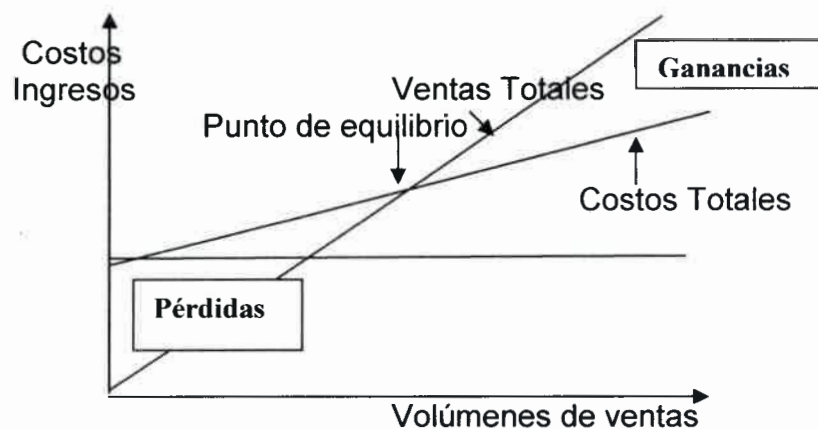 Costos
Ingresos
Ganancias
Ventas Totales
Punto de equilibrio
Costos Totales
Pérdidas
Volúmenes de ventas